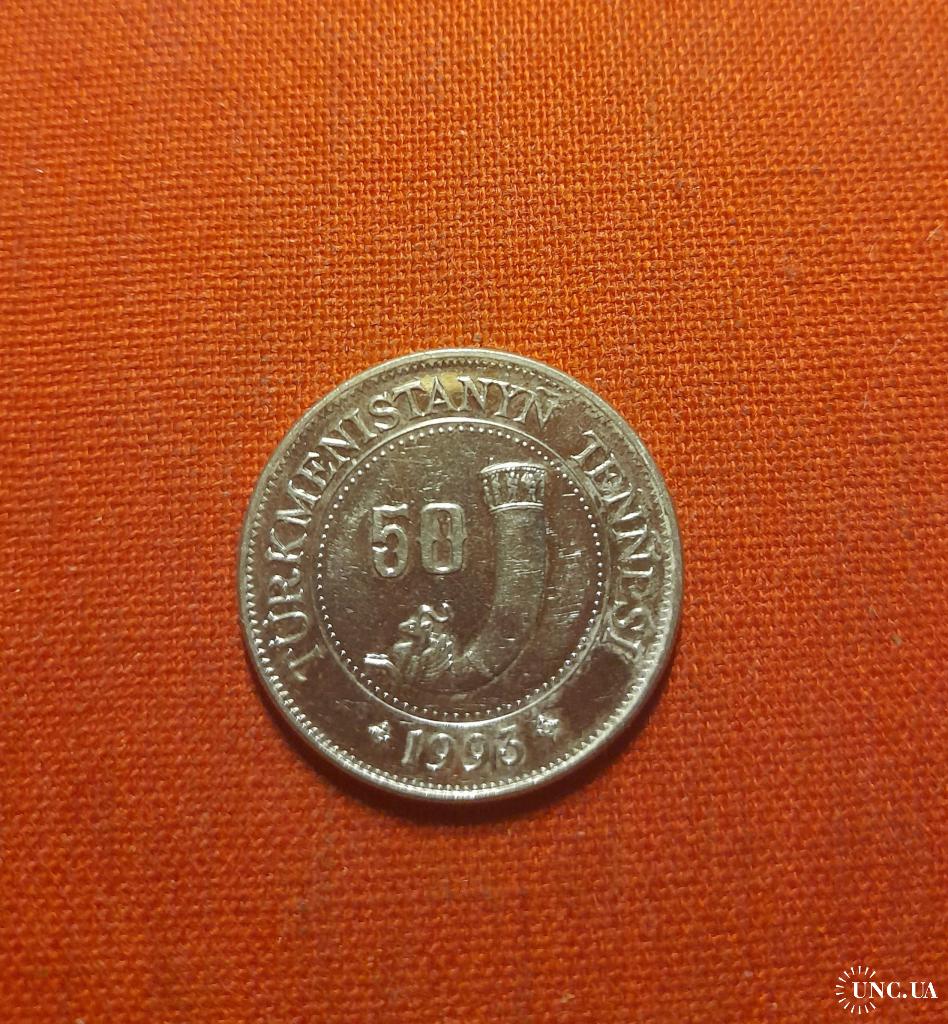 TÜRKMENISTANYŇ TEŇŇESI
50
1993
UNC.UA